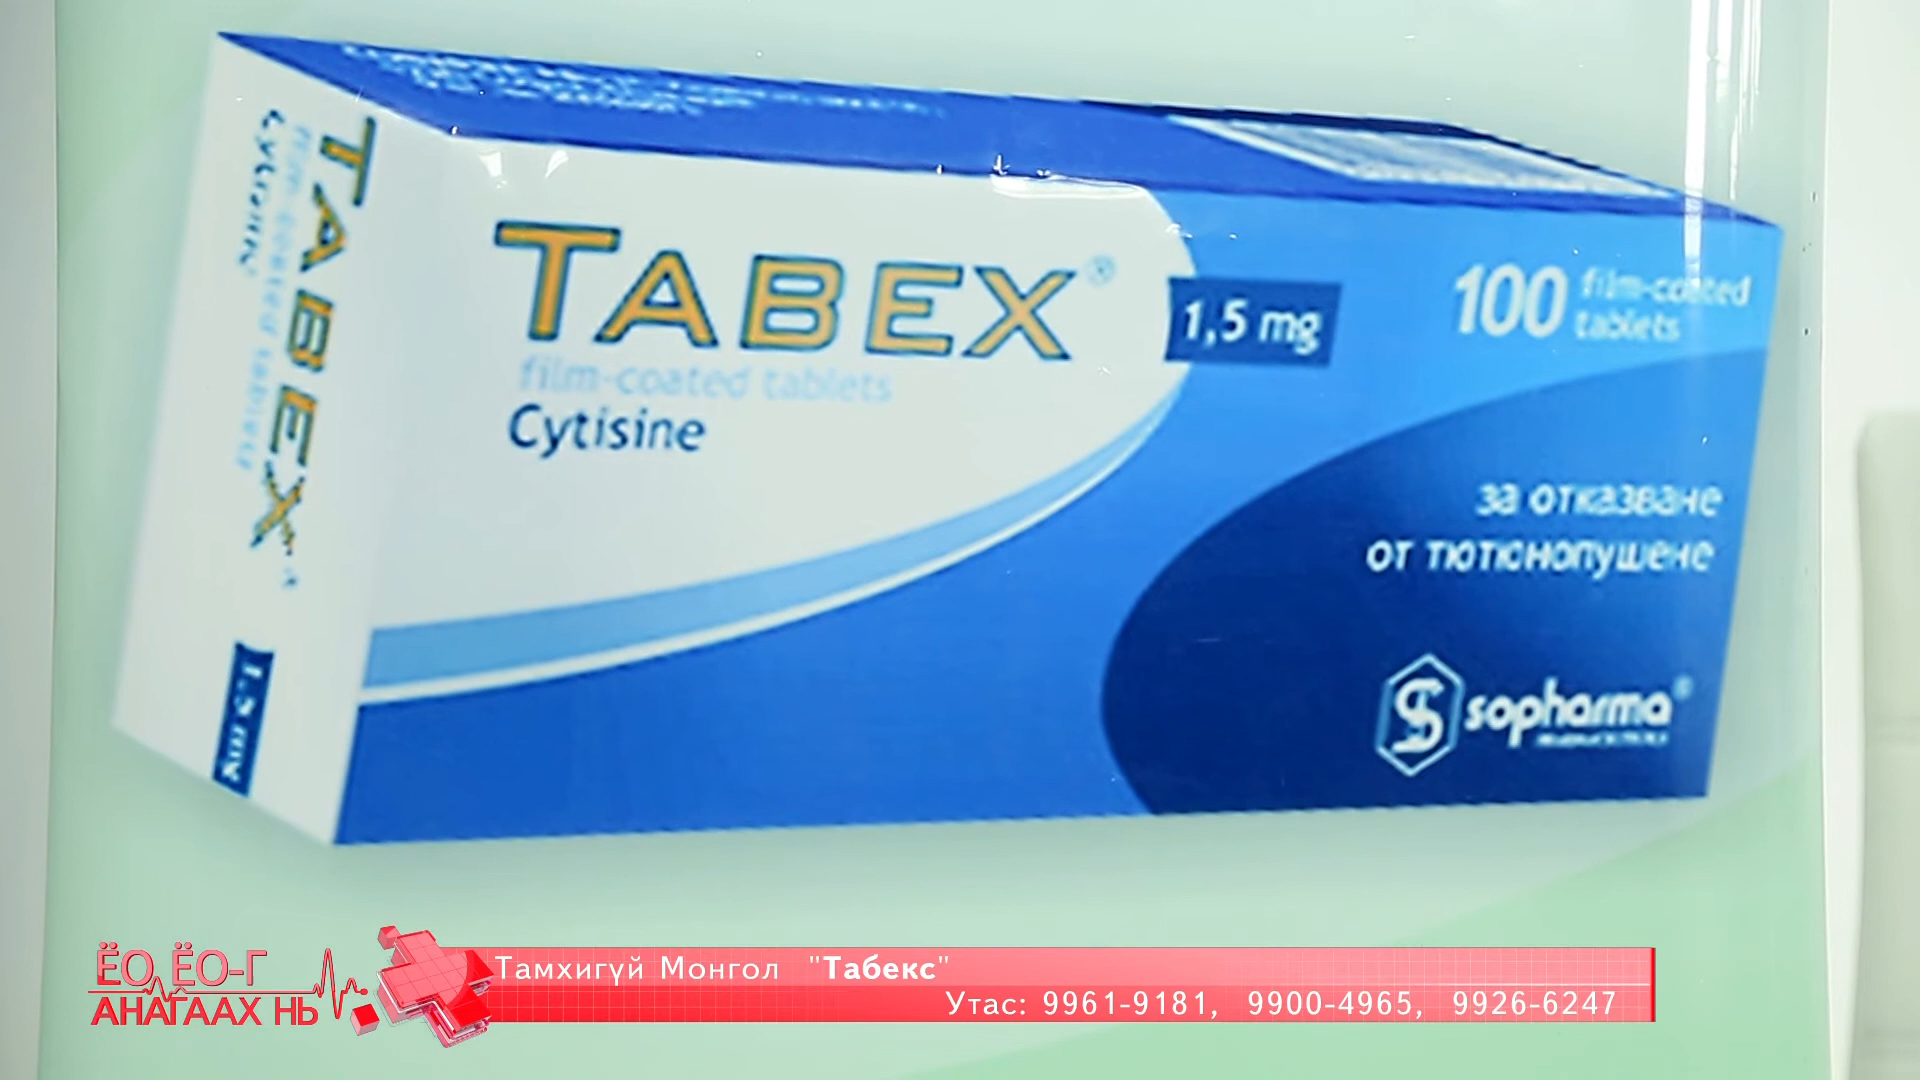 TABEX
Cytisine
film-coated tablets
1,5 mg
TABEX®
film-coated tablets
Cytisine
1,5 mg
100 film-coated
tablets
за отказване
от тютюнопушене
sopharma®
ЁО ЁО-Г
АНАГААХ НЬ
Тамхигүй Монгол "Табекс"
Утас: 9961-9181, 9900-4965, 9926-6247